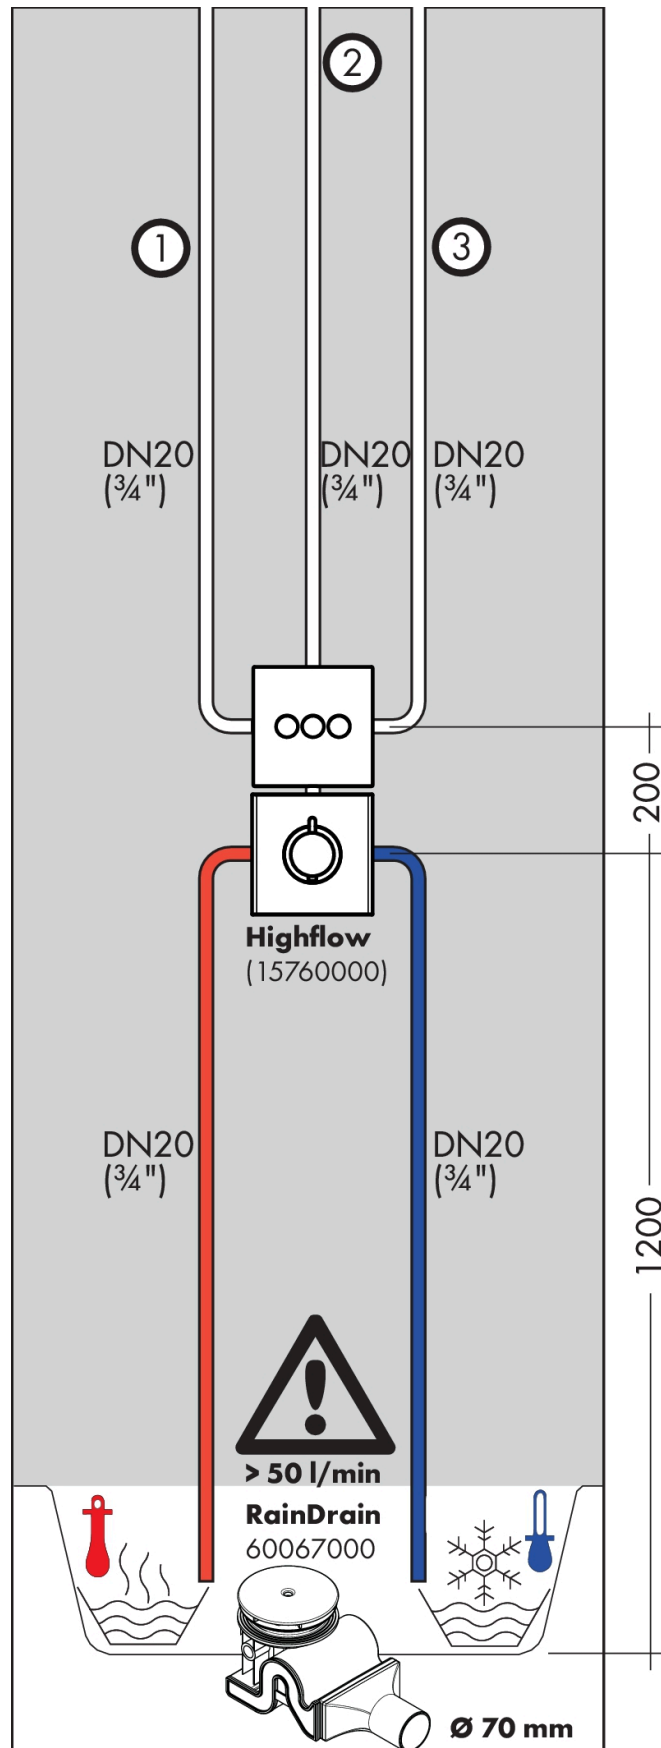 2
1
3
DN20
(¾")
DN20
(¾")
DN20
(¾")
200
Highflow
(15760000)
DN20
(¾")
DN20
(¾")
1200
> 50 l/min
RainDrain
60067000
Ø 70 mm